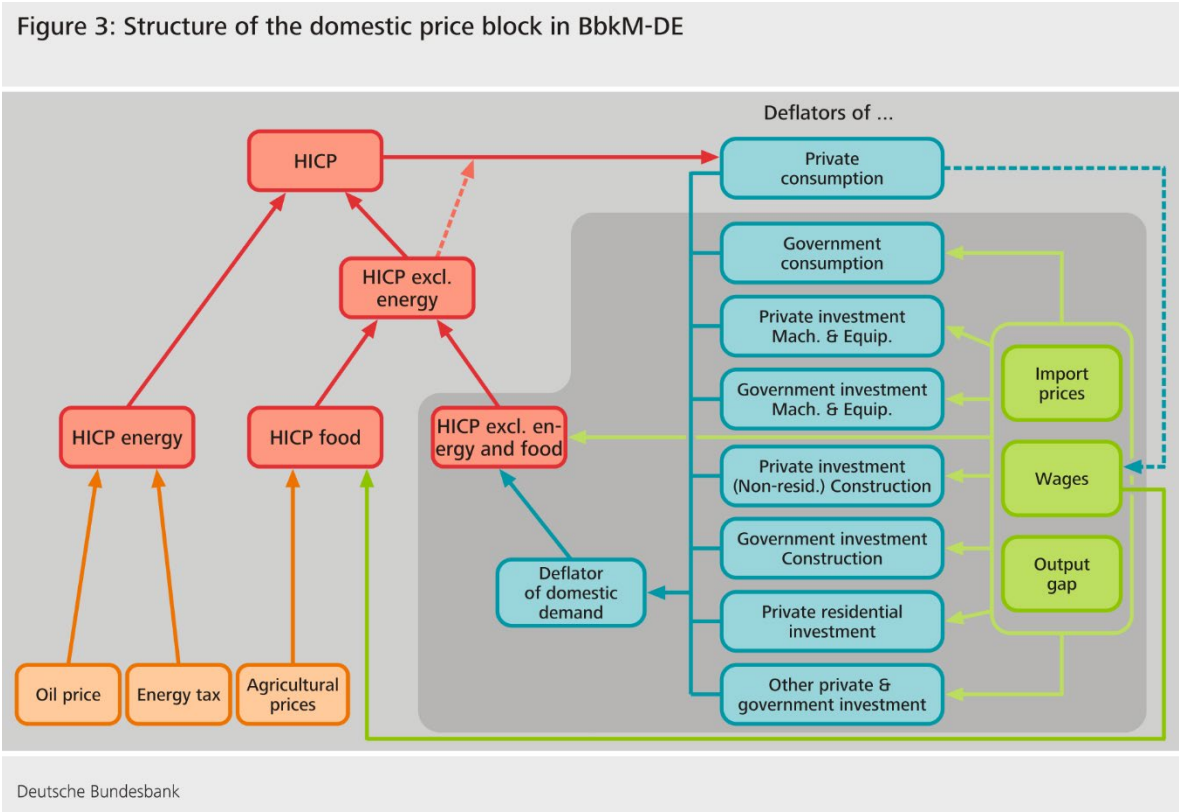 Figure 3: Structure of the domestic price block in BbkM-DE
Deflators of ...
HICP
Private
consumption
Government
consumption
HICP excl.
energy
Private investment
Mach. & Equip.
Import
prices
Government investment
Mach. & Equip.
HICP energy
HICP food
HICP excl. en-
ergy and food
Private investment
(Non-resid.) Construction
Wages
Government investment
Construction
Output
gap
Deflator
of domestic
demand
Private residential
investment
Oil price
Energy tax
Agricultural
prices
Other private &
government investment
Deutsche Bundesbank